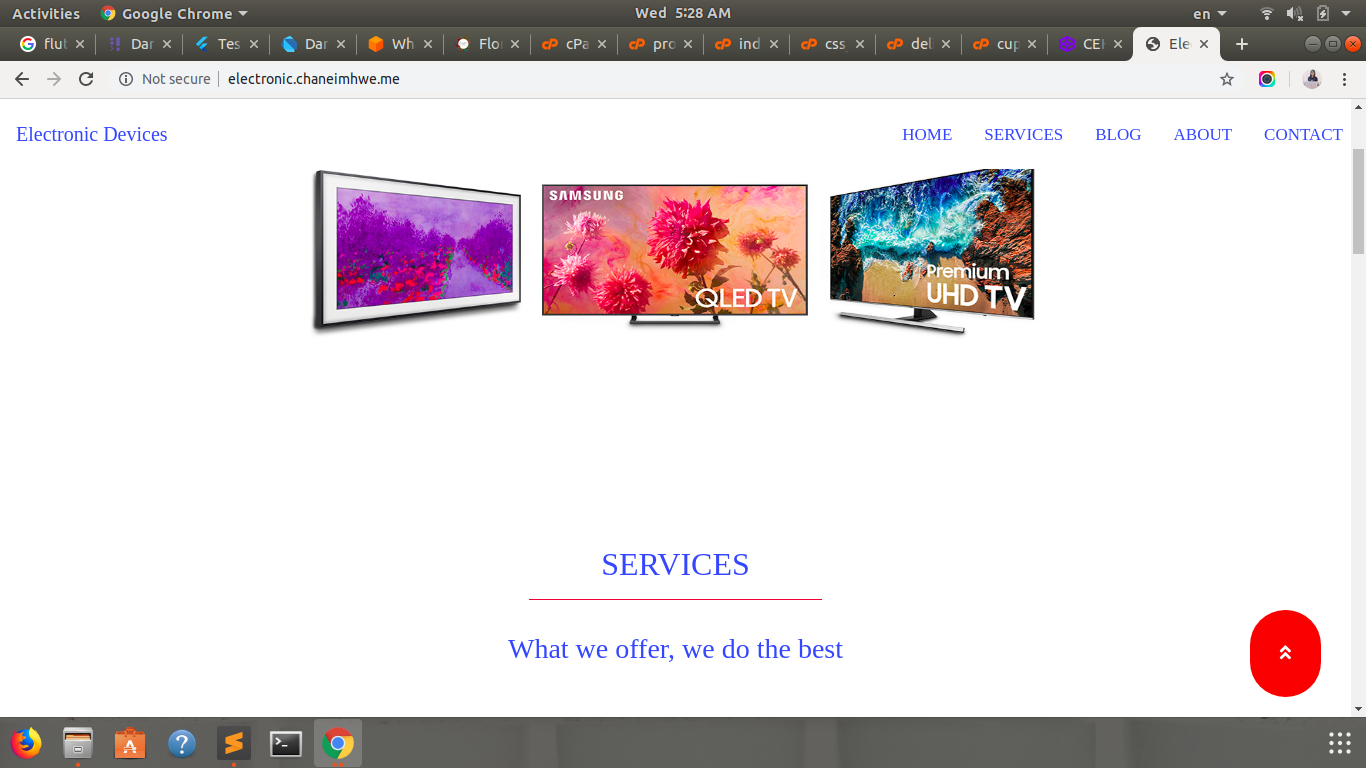 Activities Google Chrome Wed 5:28 AM en
flut Dar Tes Dar Wh Flo cPa pro ind css del cup CEH Ele
Not secure electronic.chaneimhwe.me
Electronic Devices HOME SERVICES BLOG ABOUT CONTACT
SAMSUNG
QLED TV
Premium
UHD TV
SERVICES
What we offer, we do the best